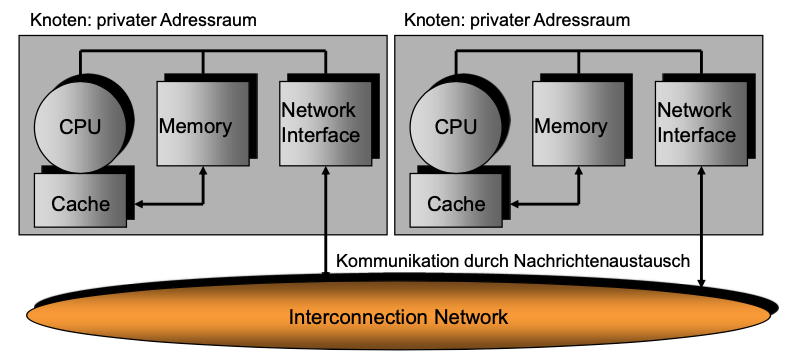 Knoten: privater Adressraum
Knoten: privater Adressraum
CPU
Memory
Network
Interface
Cache
CPU
Memory
Network
Interface
Cache
Kommunikation durch Nachrichtenaustausch
Interconnection Network